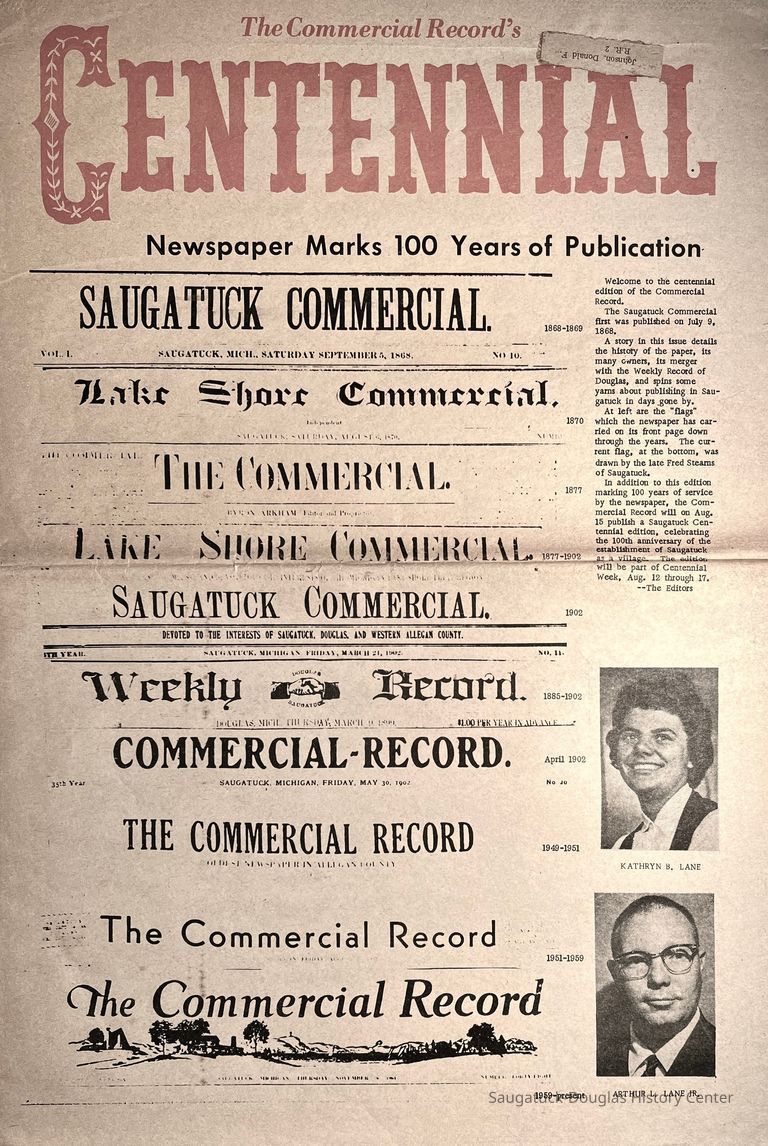 The Commercial Record's
Johnson, Donald F.
R.R. 2
CENTENNIAL
Newspaper Marks 100 Years of Publication
SAUGATUCK COMMERCIAL.
1868-1869
VOL. I. SAUGATUCK, MICH., SATURDAY SEPTEMBER 5, 1868. NO 10.
Lake Shore Commercial.
Independent
1870
SAUGATUCK, SATURDAY, AUGUST 6, 1870.
THE COMMERCIAL.
1877
LAKE SHORE COMMERCIAL.
1877-1902
SAUGATUCK COMMERCIAL.
1902
DEVOTED TO THE INTERESTS OF SAUGATUCK, DOUGLAS, AND WESTERN ALLEGAN COUNTY.
YEAR. SAUGATUCK, MICHIGAN FRIDAY, MARCH 21, 1902. NO. 11.
Weekly Record.
DOUGLAS
SAUGATUCK
1885-1902
DOUGLAS, MICH. THURSDAY, MARCH 9, 1899. $1.00 PER YEAR IN ADVANCE
COMMERCIAL-RECORD.
April 1902
35th Year SAUGATUCK, MICHIGAN, FRIDAY, MAY 30, 1902 No 20
THE COMMERCIAL RECORD
1949-1951
OLDEST NEWSPAPER IN ALLEGAN COUNTY
The Commercial Record
1951-1959
The Commercial Record
SAUGATUCK MICHIGAN THURSDAY NOVEMBER
1959-present
Welcome to the centennial
edition of the Commercial
Record.
The Saugatuck Commercial
first was published on July 9,
1868.
A story in this issue details
the history of the paper, its
many owners, its merger
with the Weekly Record of
Douglas, and spins some
yarns about publishing in Sau-
gatuck in days gone by.
At left are the "flags"
which the newspaper has car-
ried on its front page down
through the years. The cur-
rent flag, at the bottom, was
drawn by the late Fred Stearns
of Saugatuck.
In addition to this edition
marking 100 years of service
by the newspaper, the Com-
mercial Record will on Aug.
15 publish a Saugatuck Cen-
tennial edition, celebrating
the 100th anniversary of the
establishment of Saugatuck
as a village. The edition
will be part of Centennial
Week, Aug. 12 through 17.
--The Editors
KATHRYN B. LANE
ARTHUR L. LANE JR.
Saugatuck-Douglas History Center